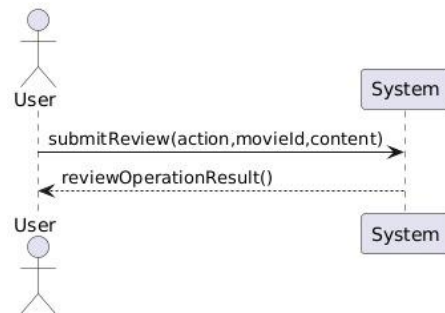 User
System
submitReview(action,movieId,content)
reviewOperationResult()
User
System